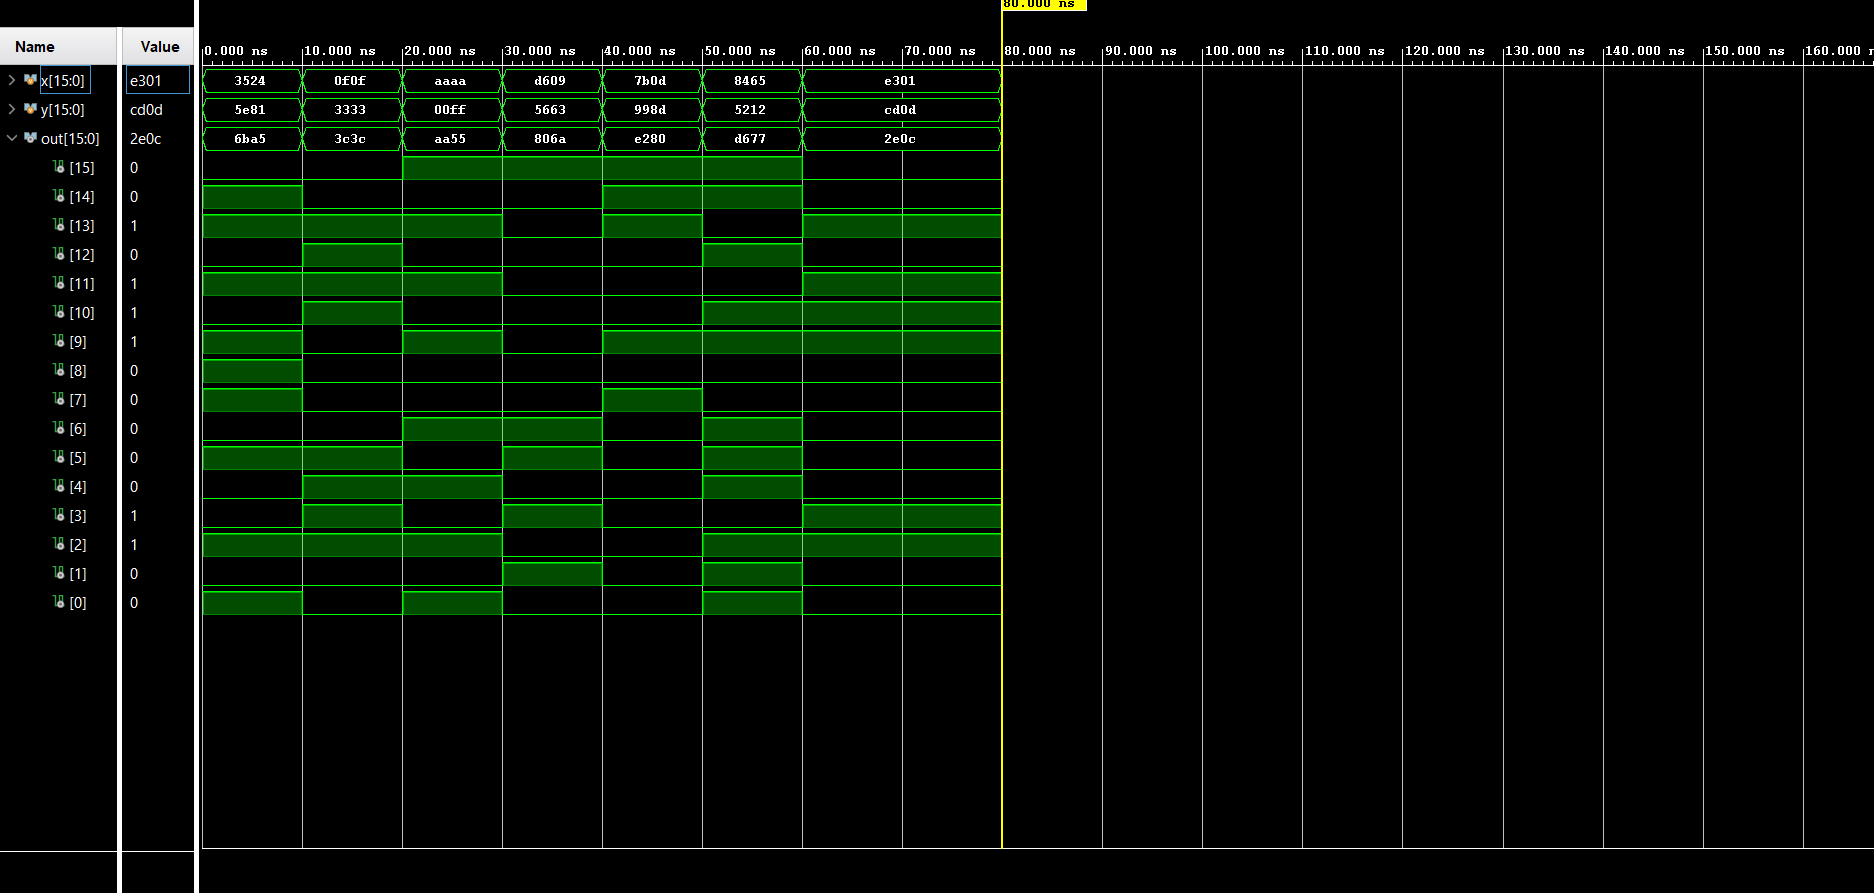 80.000 ns
Name Value
0.000 ns 10.000 ns 20.000 ns 30.000 ns 40.000 ns 50.000 ns 60.000 ns 70.000 ns 80.000 ns 90.000 ns 100.000 ns 110.000 ns 120.000 ns 130.000 ns 140.000 ns 150.000 ns 160.000
x[15:0] e301 3524 0f0f aaaa d609 7b0d 8465 e301
y[15:0] cd0d 5e81 3333 00ff 5663 998d 5212 cd0d
out[15:0] 2e0c 6ba5 3c3c aa55 806a e280 d677 2e0c
[15] 0
[14] 0
[13] 1
[12] 0
[11] 1
[10] 1
[9] 1
[8] 0
[7] 0
[6] 0
[5] 0
[4] 0
[3] 1
[2] 1
[1] 0
[0] 0